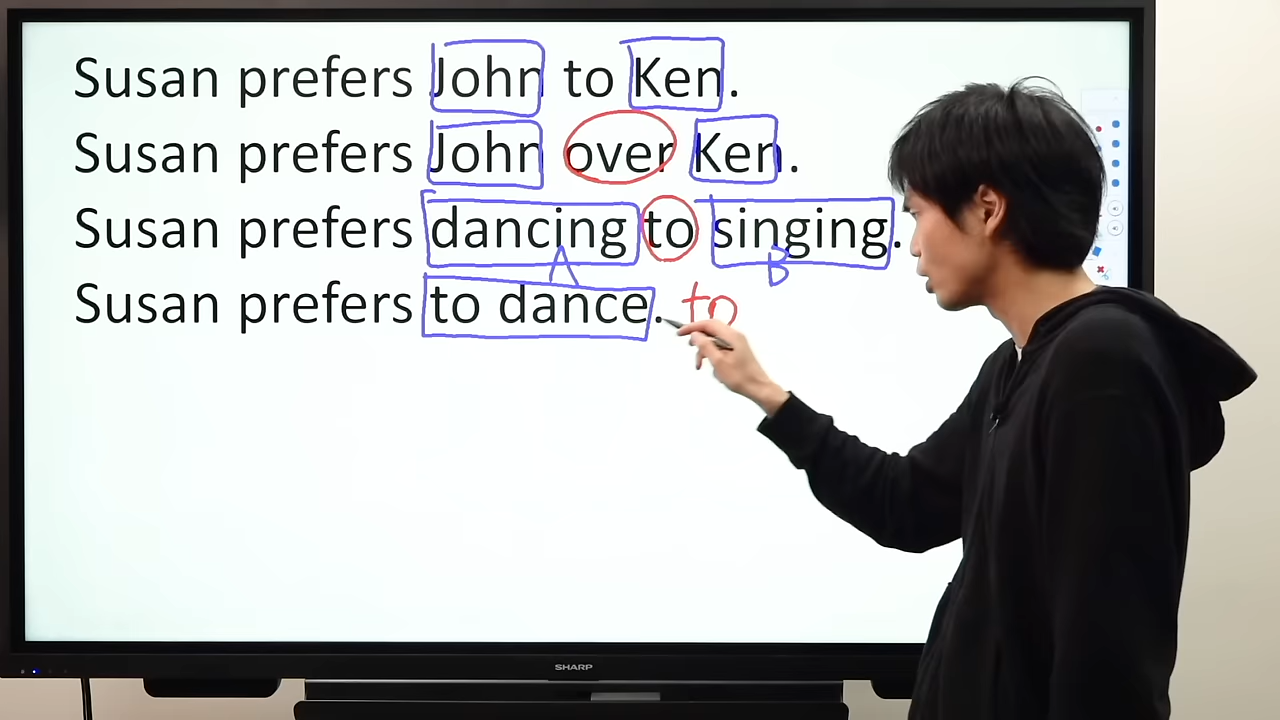 Susan prefers John to Ken.
Susan prefers John over Ken.
Susan prefers dancing to singing.
A B
Susan prefers to dance. to
SHARP